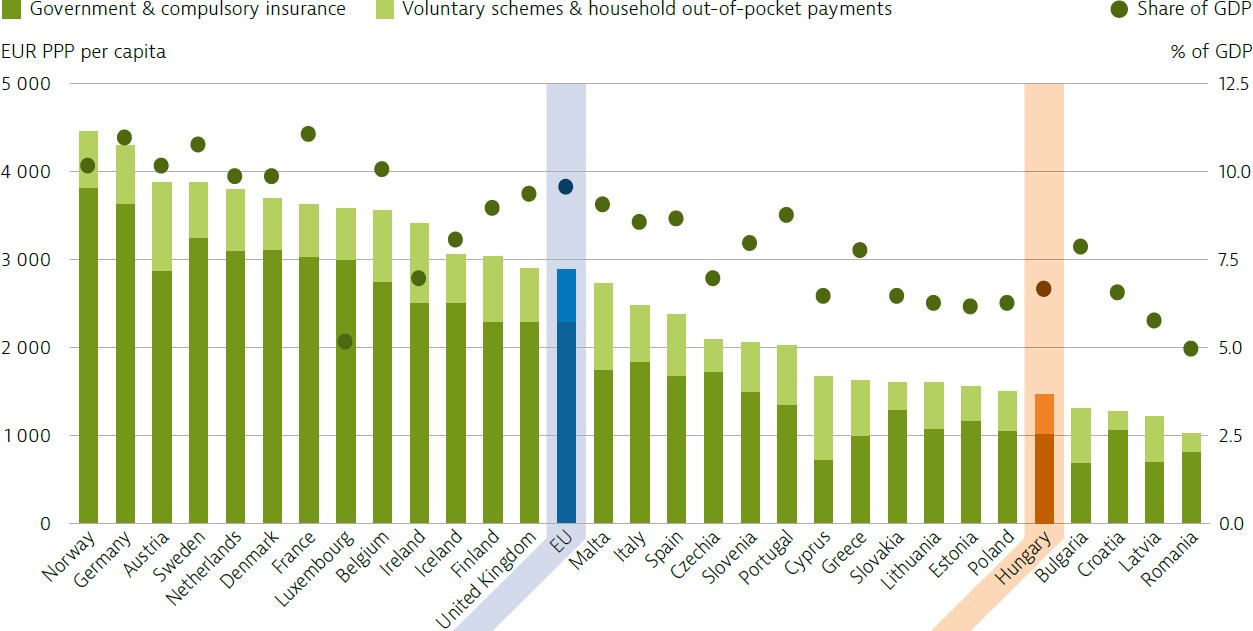 Government & compulsory insurance Voluntary schemes & household out-of-pocket payments Share of GDP
EUR PPP per capita % of GDP
5 000 12.5
4 000 10.0
3 000 7.5
2 000 5.0
1 000 2.5
0 0.0
Norway
Germany
Austria
Sweden
Netherlands
Denmark
France
Luxembourg
Belgium
Ireland
Iceland
Finland
United Kingdom
EU
Malta
Italy
Spain
Czechia
Slovenia
Portugal
Cyprus
Greece
Slovakia
Lithuania
Estonia
Poland
Hungary
Bulgaria
Croatia
Latvia
Romania